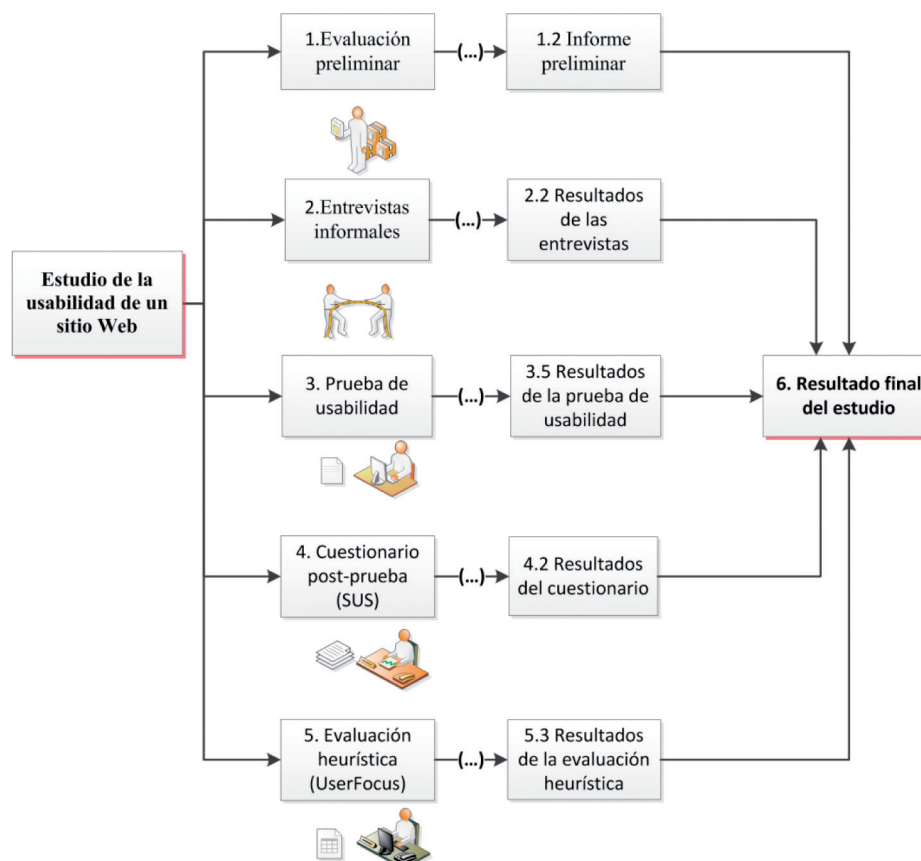 1.Evaluación
preliminar
(...)
1.2 Informe
preliminar
2.Entrevistas
informales
(...)
2.2 Resultados
de las
entrevistas
Estudio de la
usabilidad de un
sitio Web
3. Prueba de
usabilidad
(...)
3.5 Resultados
de la prueba de
usabilidad
6. Resultado final
del estudio
4. Cuestionario
post-prueba
(SUS)
(...)
4.2 Resultados
del cuestionario
5. Evaluación
heurística
(UserFocus)
(...)
5.3 Resultados
de la evaluación
heurística